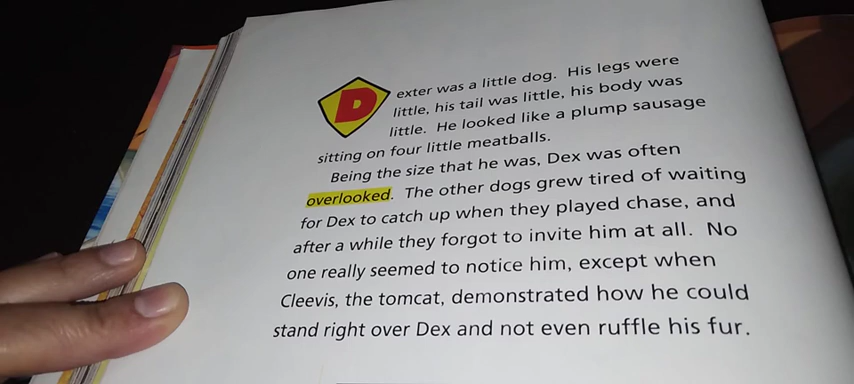 Dexter was a little dog. His legs were
little, his tail was little, his body was
little. He looked like a plump sausage
sitting on four little meatballs.
Being the size that he was, Dex was often
overlooked. The other dogs grew tired of waiting
for Dex to catch up when they played chase, and
after a while they forgot to invite him at all. No
one really seemed to notice him, except when
Cleevis, the tomcat, demonstrated how he could
stand right over Dex and not even ruffle his fur.